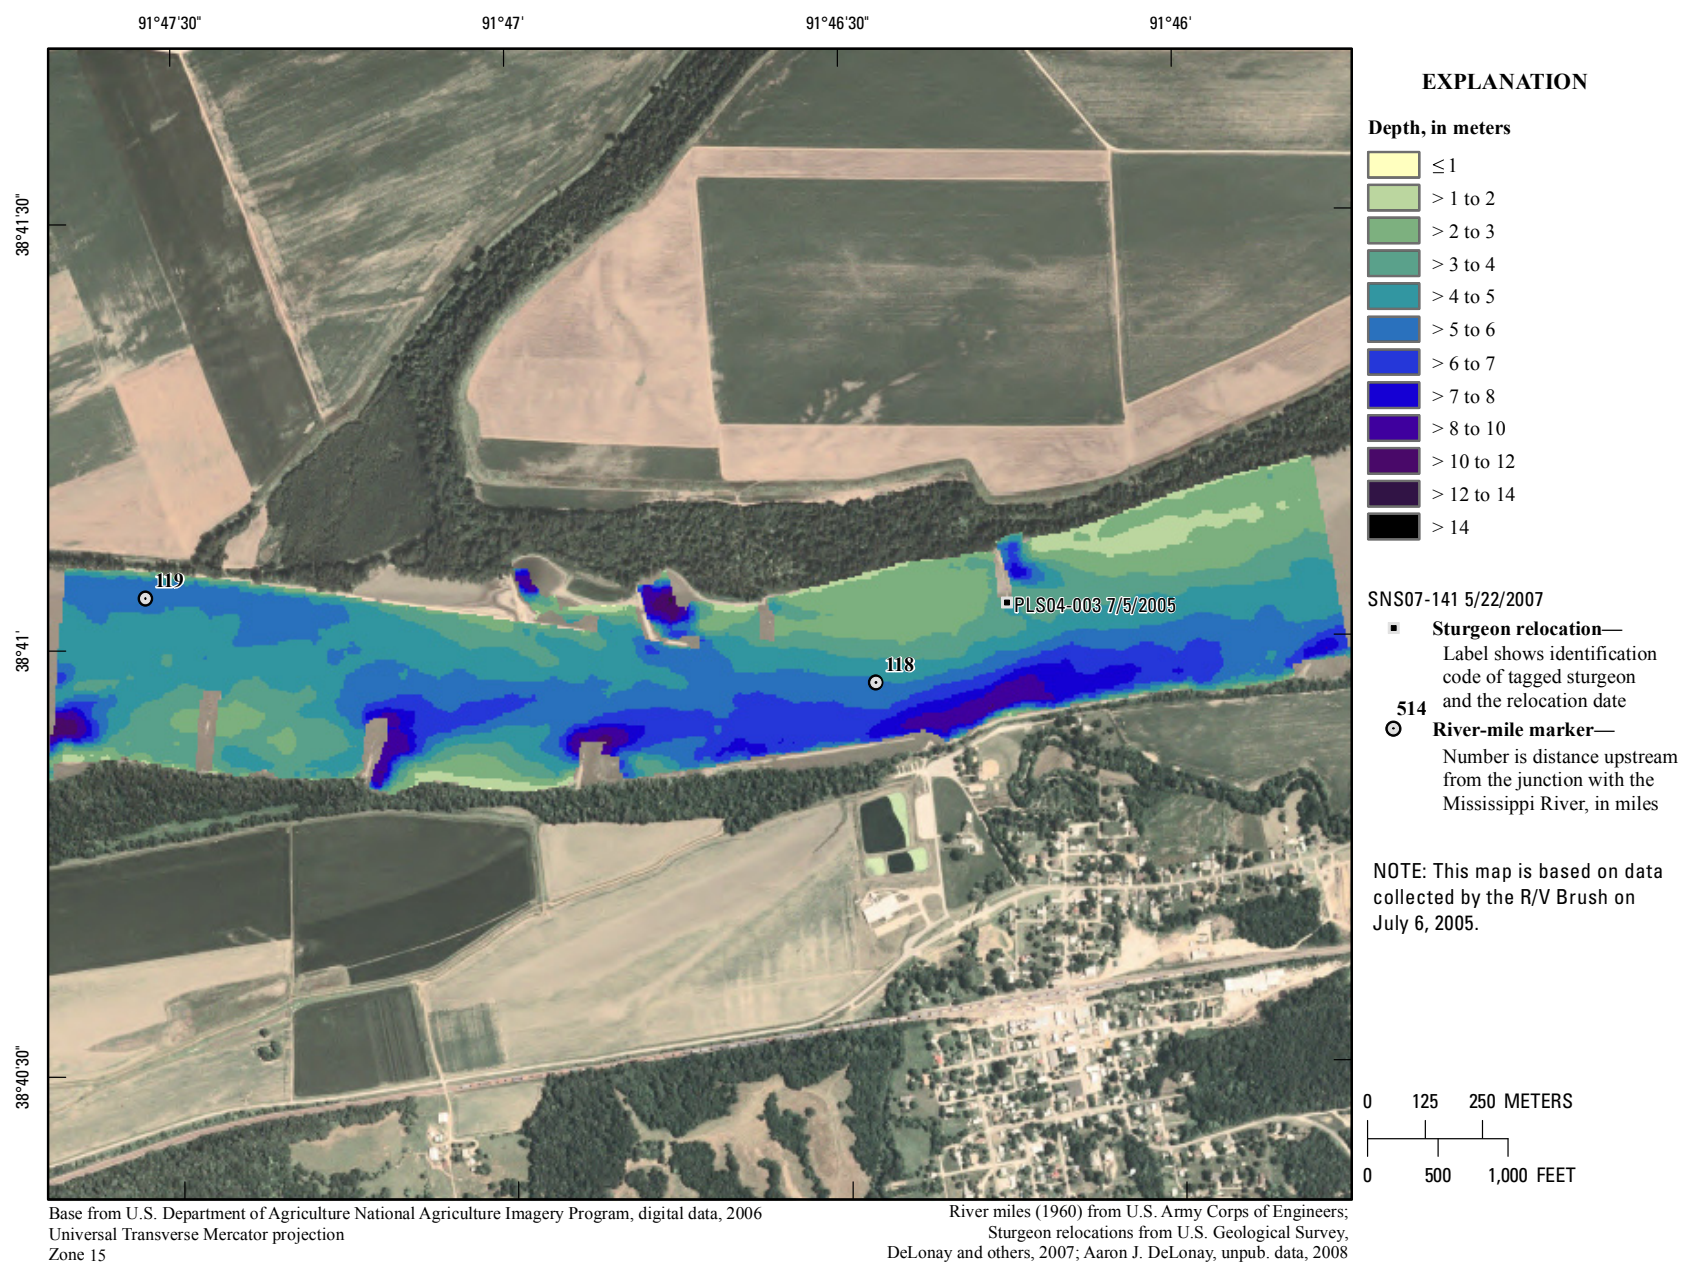 91°47'30"
91°47'
91°46'30"
91°46'
38°41'30"
38°41'
38°40'30"
119
118
PLS04-003 7/5/2005
EXPLANATION
Depth, in meters
≤ 1
> 1 to 2
> 2 to 3
> 3 to 4
> 4 to 5
> 5 to 6
> 6 to 7
> 7 to 8
> 8 to 10
> 10 to 12
> 12 to 14
> 14
SNS07-141 5/22/2007
Sturgeon relocation—
Label shows identification
code of tagged sturgeon
and the relocation date
514
River-mile marker—
Number is distance upstream
from the junction with the
Mississippi River, in miles
NOTE: This map is based on data
collected by the R/V Brush on
July 6, 2005.
0 125 250 METERS
0 500 1,000 FEET
Base from U.S. Department of Agriculture National Agriculture Imagery Program, digital data, 2006
Universal Transverse Mercator projection
Zone 15
River miles (1960) from U.S. Army Corps of Engineers;
Sturgeon relocations from U.S. Geological Survey,
DeLonay and others, 2007; Aaron J. DeLonay, unpub. data, 2008